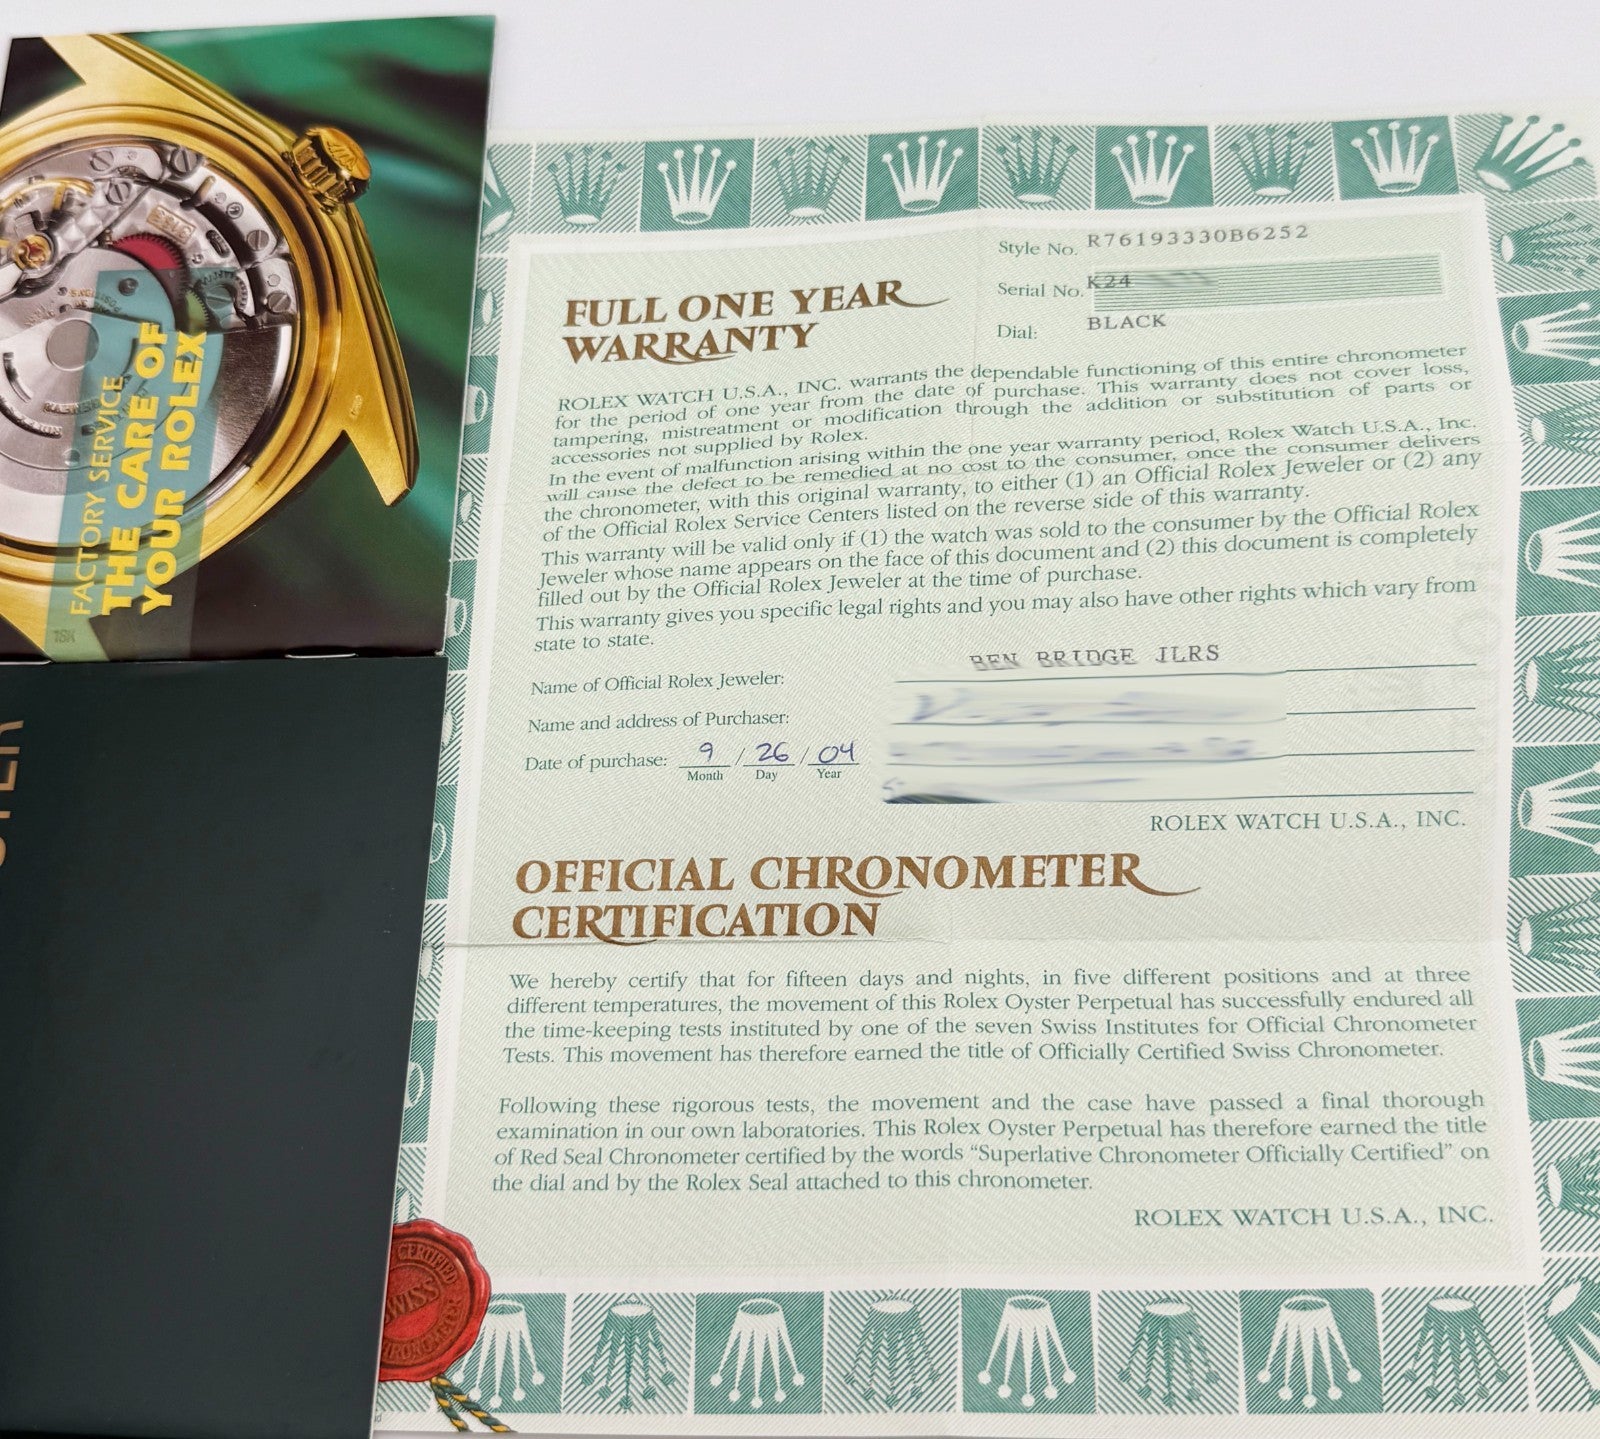 FACTORY SERVICE
THE CARE OF
YOUR ROLEX
18K
Style No. R76193330B6252
Serial No. K24
Dial: BLACK
FULL ONE YEAR
WARRANTY
ROLEX WATCH U.S.A., INC. warrants the dependable functioning of this entire chronometer
for the period of one year from the date of purchase. This warranty does not cover loss,
tampering, mistreatment or modification through the addition or substitution of parts or
accessories not supplied by Rolex.
In the event of malfunction arising within the one year warranty period, Rolex Watch U.S.A., Inc.
will cause the defect to be remedied at no cost to the consumer, once the consumer delivers
the chronometer, with this original warranty, to either (1) an Official Rolex Jeweler or (2) any
of the Official Rolex Service Centers listed on the reverse side of this warranty.
This warranty will be valid only if (1) the watch was sold to the consumer by the Official Rolex
Jeweler whose name appears on the face of this document and (2) this document is completely
filled out by the Official Rolex Jeweler at the time of purchase.
This warranty gives you specific legal rights and you may also have other rights which vary from
state to state.
Name of Official Rolex Jeweler: BEN BRIDGE JLRS
Name and address of Purchaser:
Date of purchase: 9 / 26 / 04
Month Day Year
ROLEX WATCH U.S.A., INC.
OFFICIAL CHRONOMETER
CERTIFICATION
We hereby certify that for fifteen days and nights, in five different positions and at three
different temperatures, the movement of this Rolex Oyster Perpetual has successfully endured all
the time-keeping tests instituted by one of the seven Swiss Institutes for Official Chronometer
Tests. This movement has therefore earned the title of Officially Certified Swiss Chronometer.
Following these rigorous tests, the movement and the case have passed a final thorough
examination in our own laboratories. This Rolex Oyster Perpetual has therefore earned the title
of Red Seal Chronometer certified by the words “Superlative Chronometer Officially Certified” on
the dial and by the Rolex Seal attached to this chronometer.
ROLEX WATCH U.S.A., INC.
CERTIFIED
SWISS
CHRONOMETER